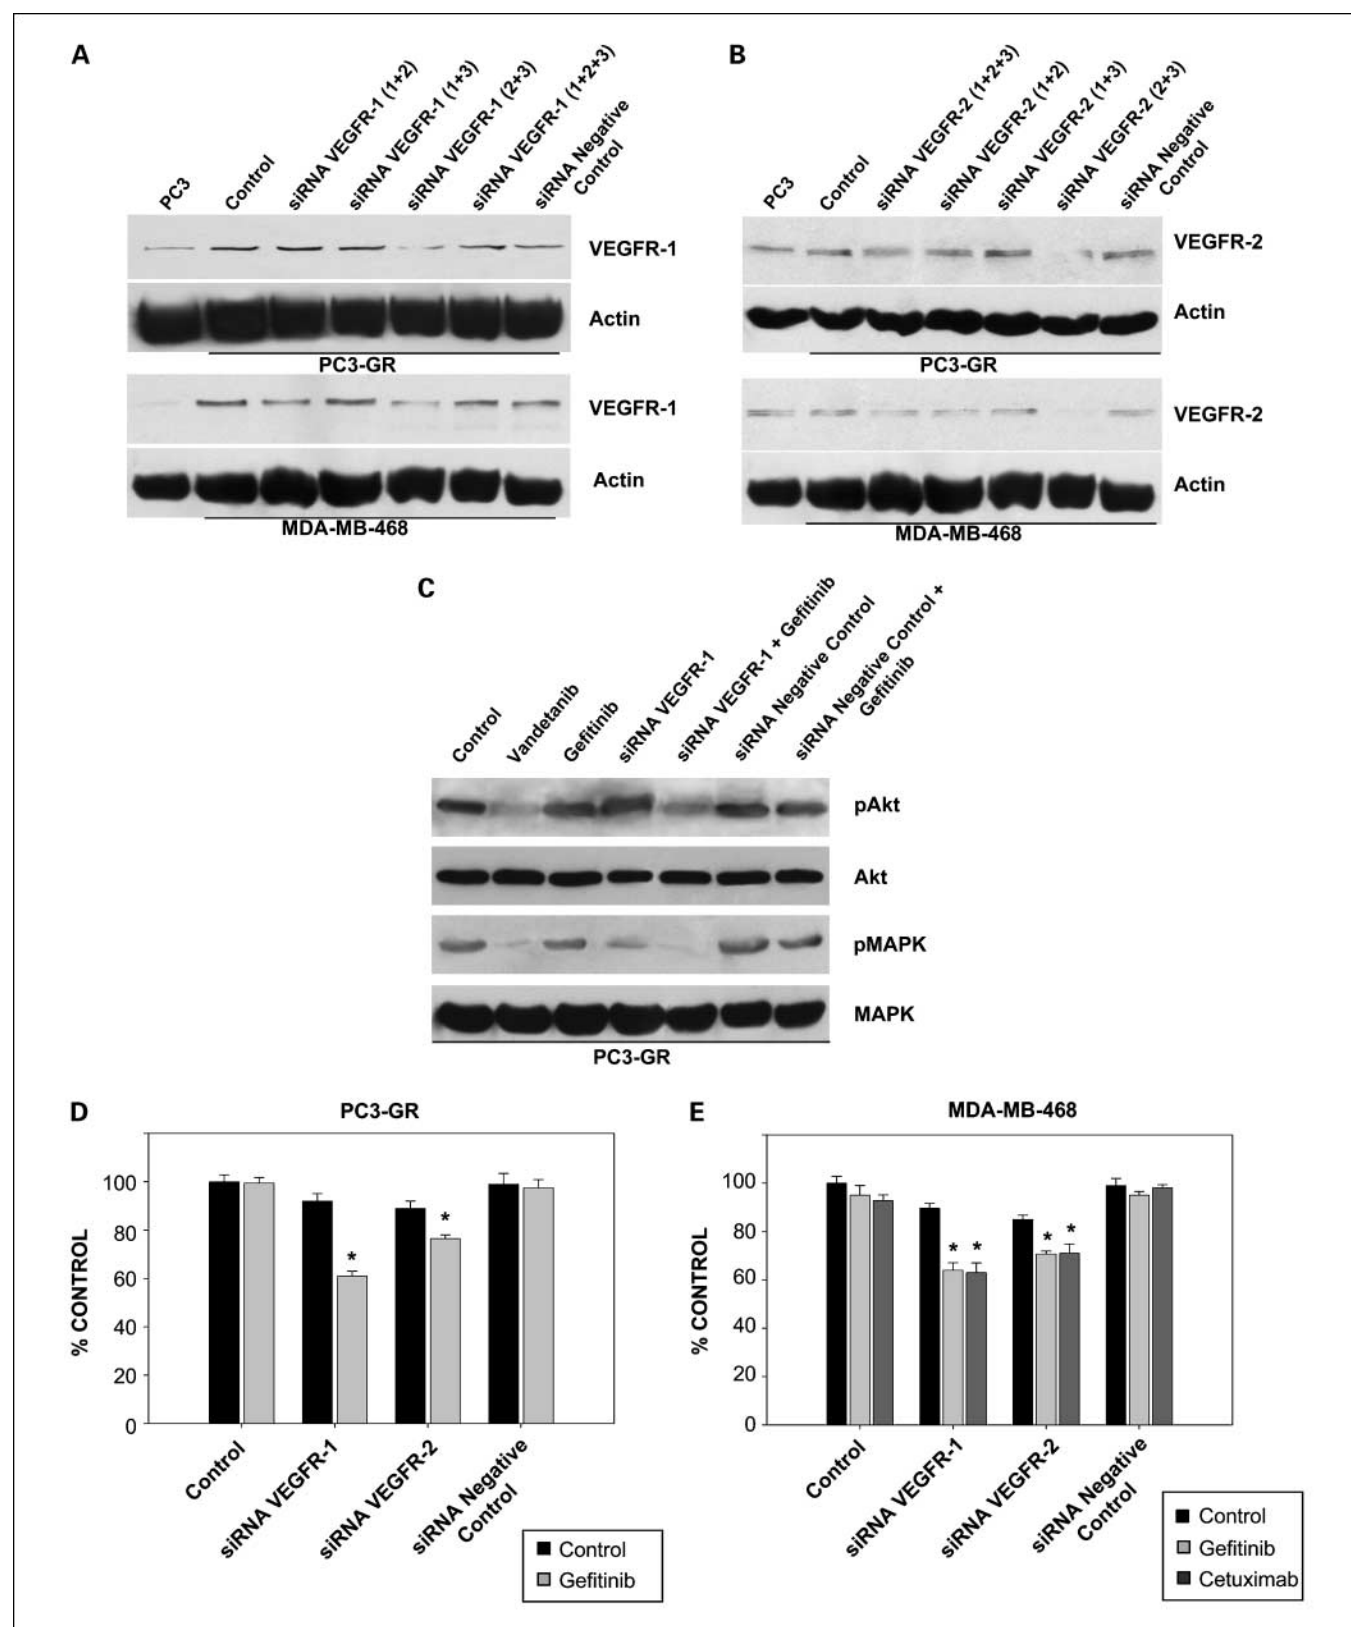 A
PC3
Control
siRNA VEGFR-1 (1+2)
siRNA VEGFR-1 (1+3)
siRNA VEGFR-1 (2+3)
siRNA VEGFR-1 (1+2+3)
siRNA Negative
Control
VEGFR-1
Actin
PC3-GR
VEGFR-1
Actin
MDA-MB-468
B
PC3
Control
siRNA VEGFR-2 (1+2+3)
siRNA VEGFR-2 (1+2)
siRNA VEGFR-2 (1+3)
siRNA VEGFR-2 (2+3)
siRNA Negative
Control
VEGFR-2
Actin
PC3-GR
VEGFR-2
Actin
MDA-MB-468
C
Control
Vandetanib
Gefitinib
siRNA VEGFR-1
siRNA VEGFR-1 + Gefitinib
siRNA Negative Control
siRNA Negative Control +
Gefitinib
pAkt
Akt
pMAPK
MAPK
PC3-GR
D
PC3-GR
% CONTROL
100
80
60
40
20
0
*
*
Control
siRNA VEGFR-1
siRNA VEGFR-2
siRNA Negative
Control
Control
Gefitinib
E
MDA-MB-468
% CONTROL
100
80
60
40
20
0
* *
* *
Control
siRNA VEGFR-1
siRNA VEGFR-2
siRNA Negative
Control
Control
Gefitinib
Cetuximab